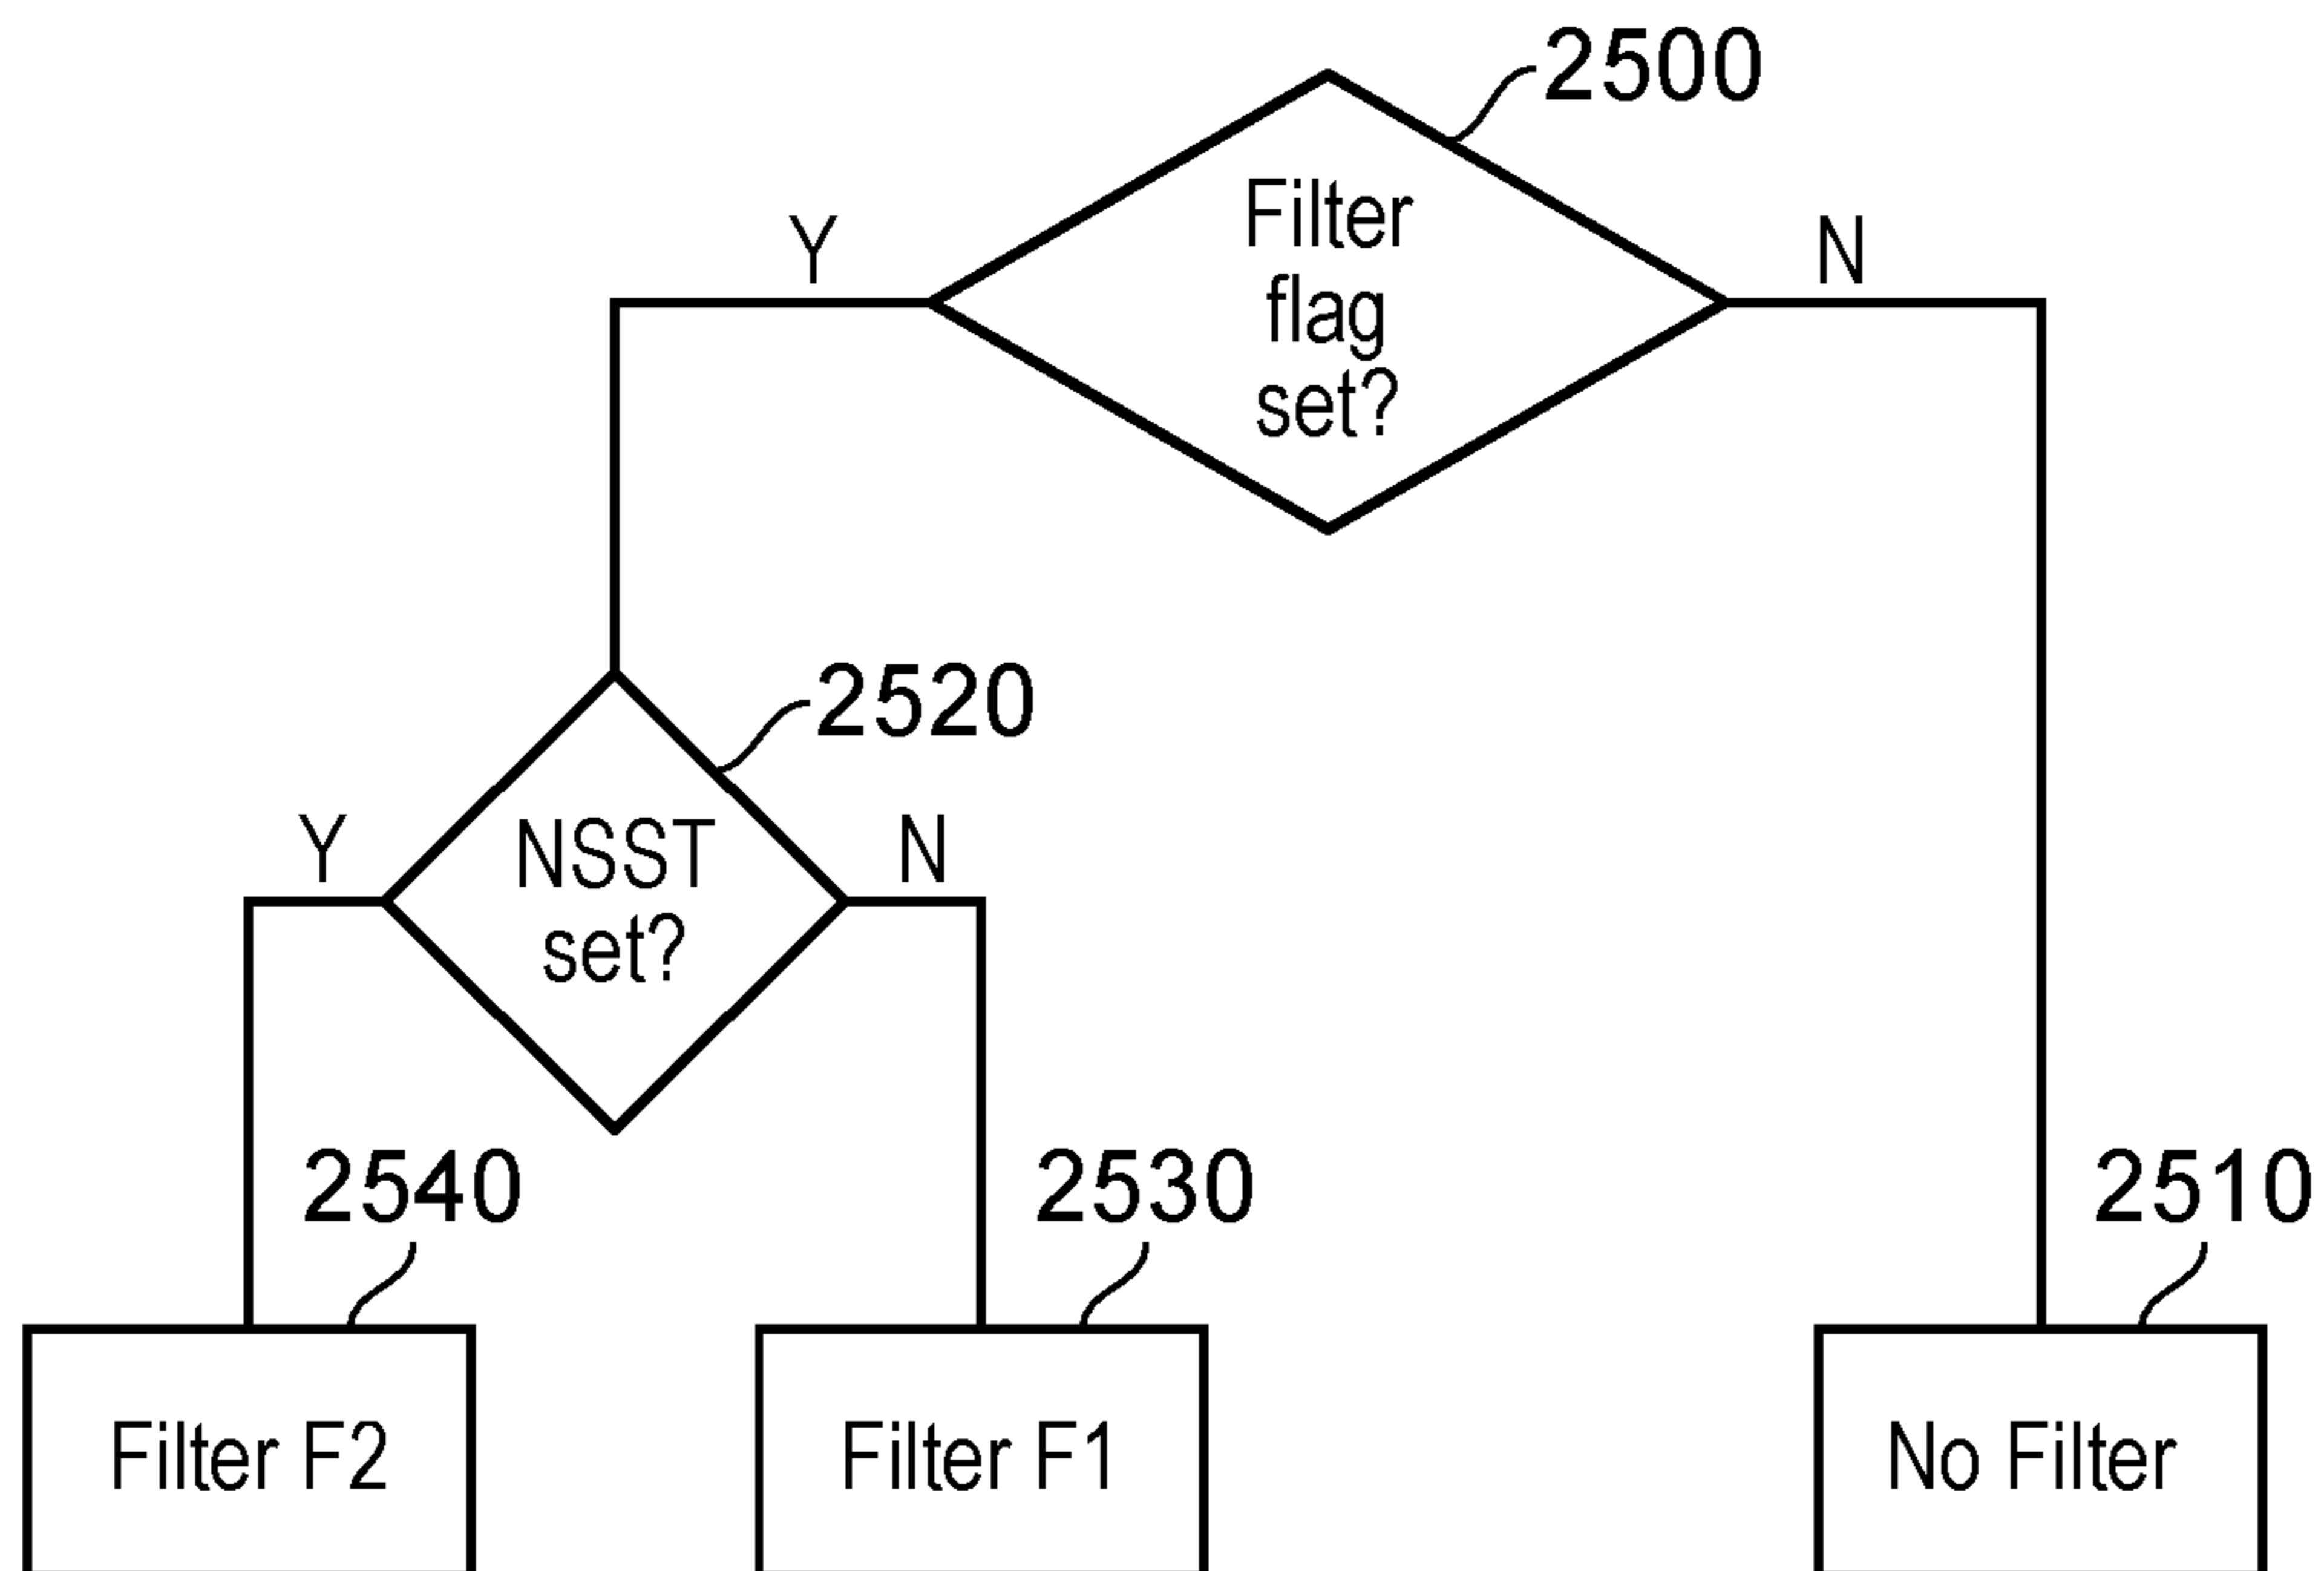 2500
Filter
flag
set?
Y
N
2520
NSST
set?
Y
N
2540
2530
2510
Filter F2
Filter F1
No Filter